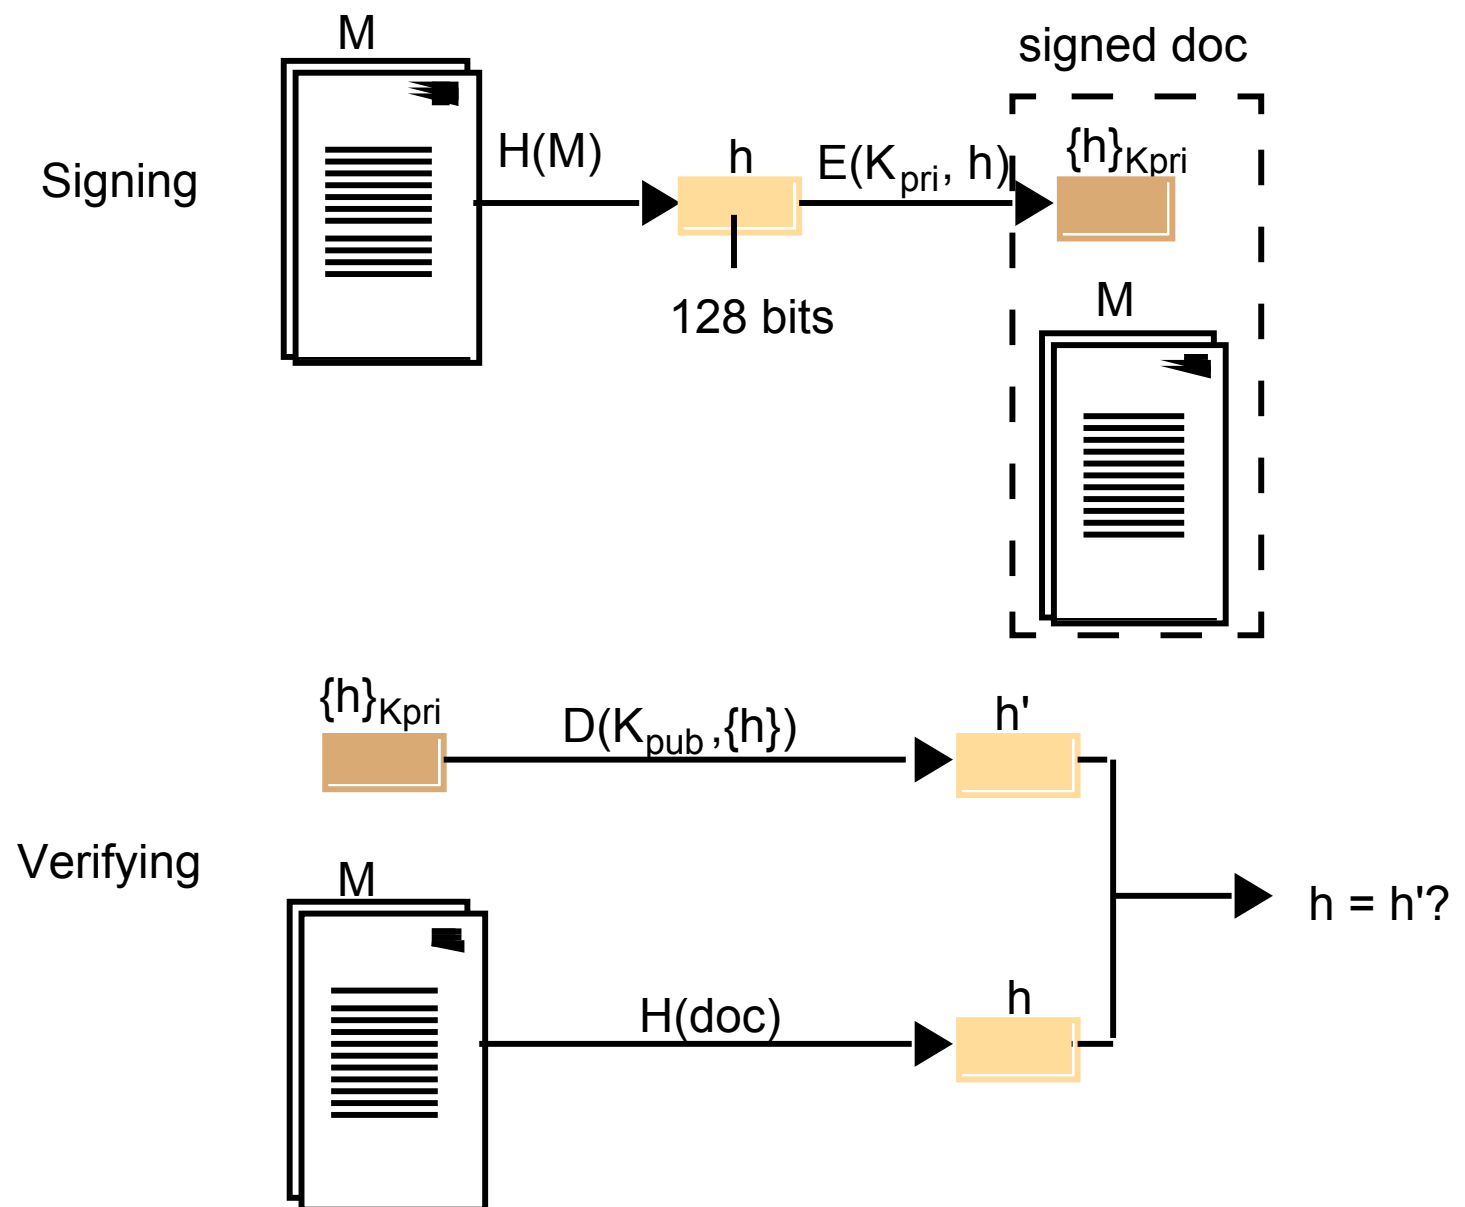 M
signed doc
Signing
H(M)
h
E(Kpri, h)
{h}Kpri
128 bits
M
{h}Kpri
D(Kpub,{h})
h'
Verifying
M
h = h'?
H(doc)
h